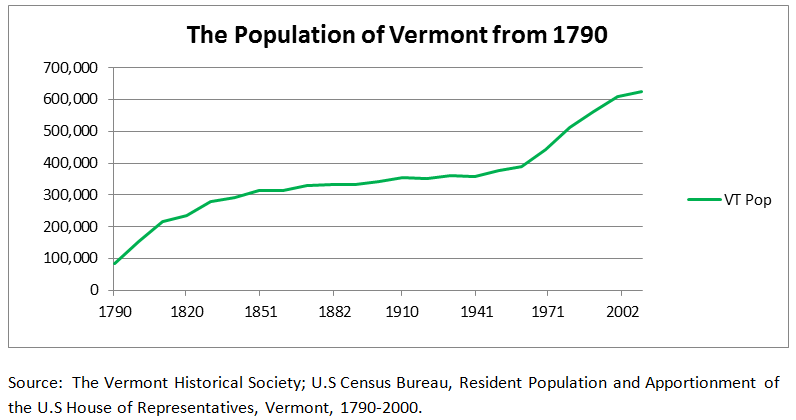 The Population of Vermont from 1790
700,000
600,000
500,000
400,000
300,000
200,000
100,000
0
VT Pop
1790 1820 1851 1882 1910 1941 1971 2002
Source: The Vermont Historical Society; U.S Census Bureau, Resident Population and Apportionment of
the U.S House of Representatives, Vermont, 1790-2000.